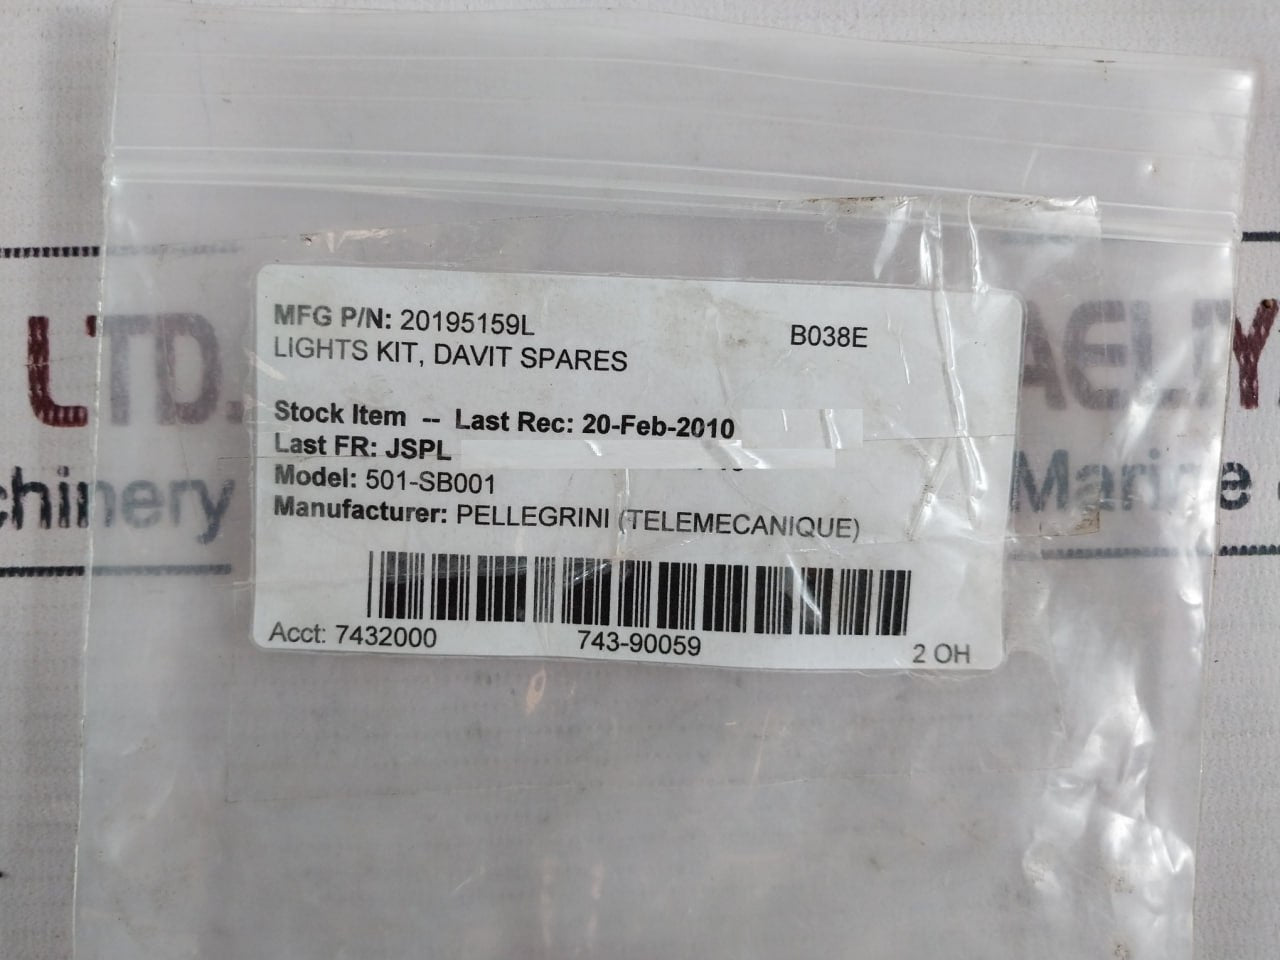 MFG P/N: 20195159L B038E
LIGHTS KIT, DAVIT SPARES
Stock Item -- Last Rec: 20-Feb-2010
Last FR: JSPL
Model: 501-SB001
Manufacturer: PELLEGRINI (TELEMECANIQUE)
Acct: 7432000 743-90059 2 OH
LTD.
chinery
AELIY
Marine